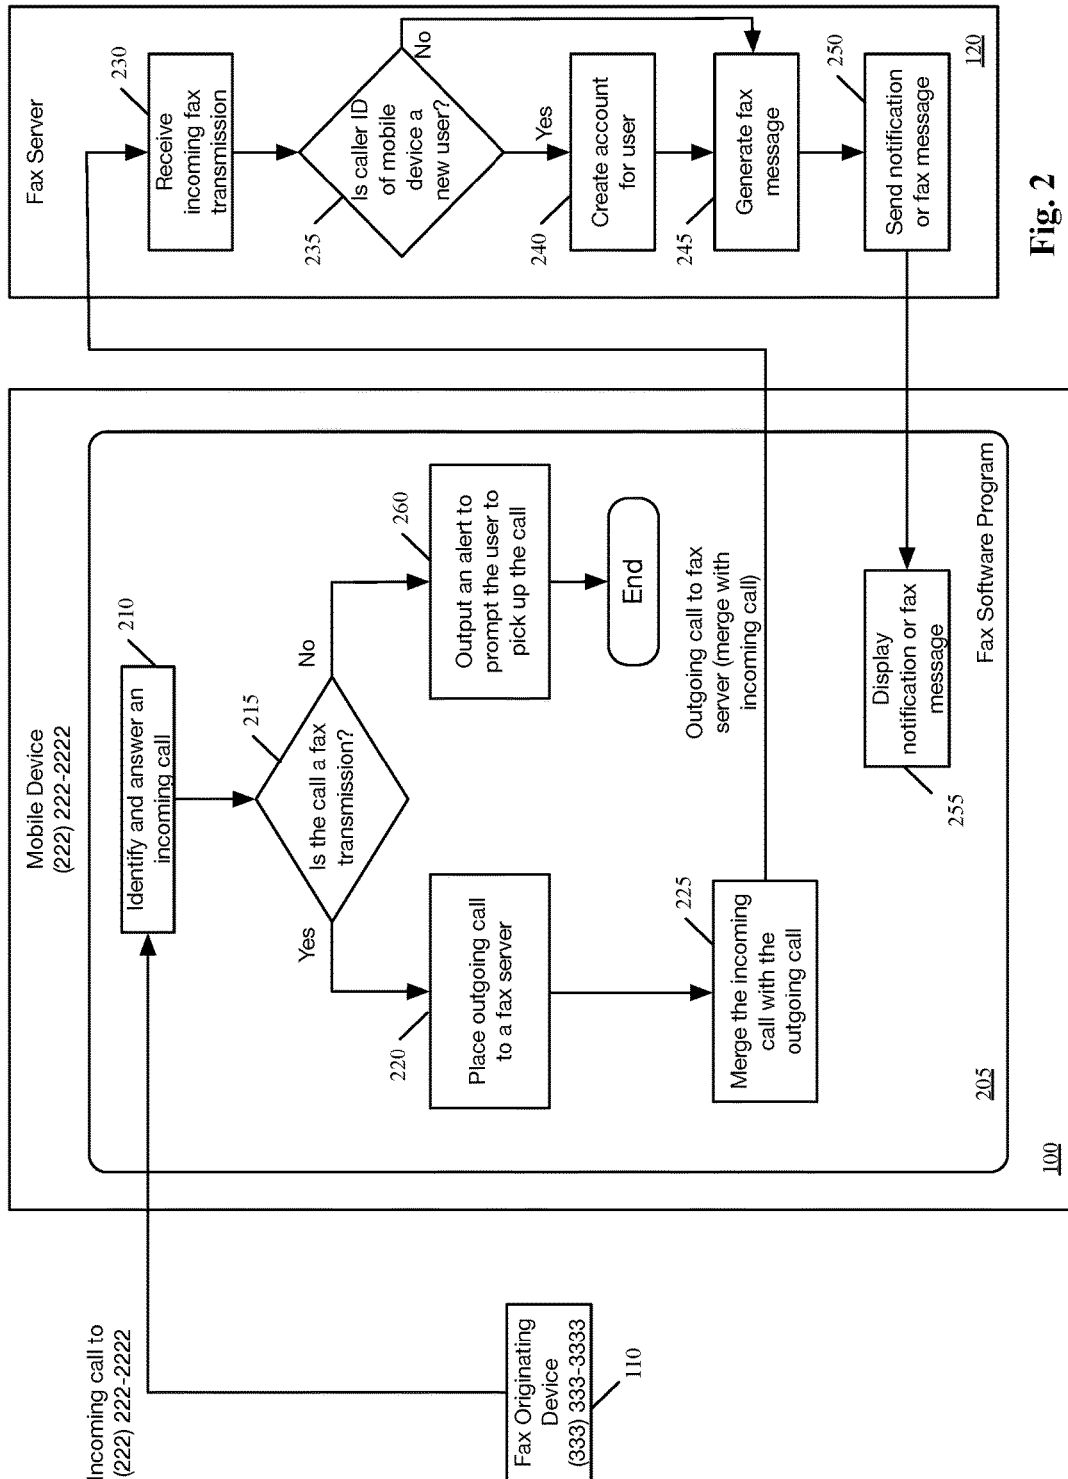 Incoming call to
(222) 222-2222
Fax Originating
Device
(333) 333-3333
110
Mobile Device
(222) 222-2222
Identify and answer an
incoming call
210
Is the call a fax
transmission?
215
Yes
No
Place outgoing call
to a fax server
220
Output an alert to
prompt the user to
pick up the call
260
End
Merge the incoming
call with the
outgoing call
225
Outgoing call to fax
server (merge with
incoming call)
Display
notification or fax
message
255
Fax Software Program
205
100
Fax Server
Receive
incoming fax
transmission
230
Is caller ID
of mobile
device a
new user?
235
No
Yes
Create account
for user
240
Generate fax
message
245
Send notification
or fax message
250
120
Fig. 2